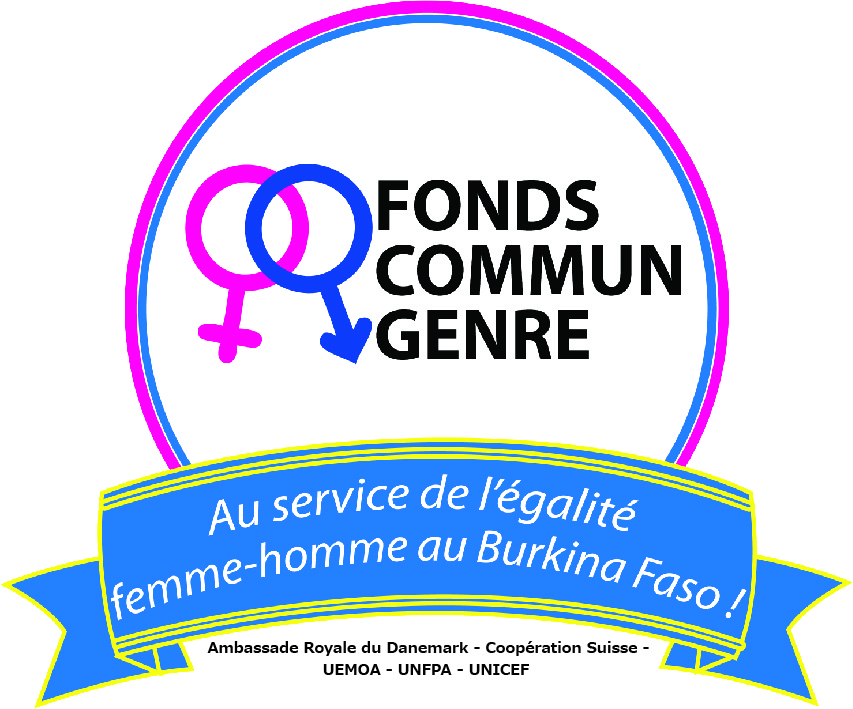 FONDS
COMMUN
GENRE
Au service de l'égalité
femme-homme au Burkina Faso !
Ambassade Royale du Danemark - Coopération Suisse -
UEMOA - UNFPA - UNICEF